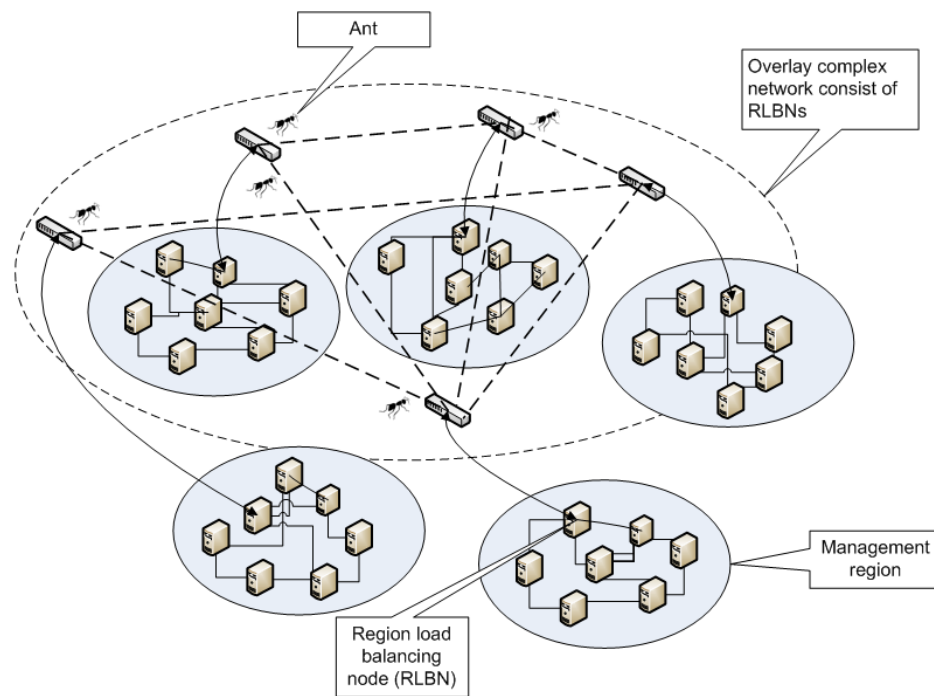 Ant
Overlay complex
network consist of
RLBNs
Management
region
Region load
balancing
node (RLBN)